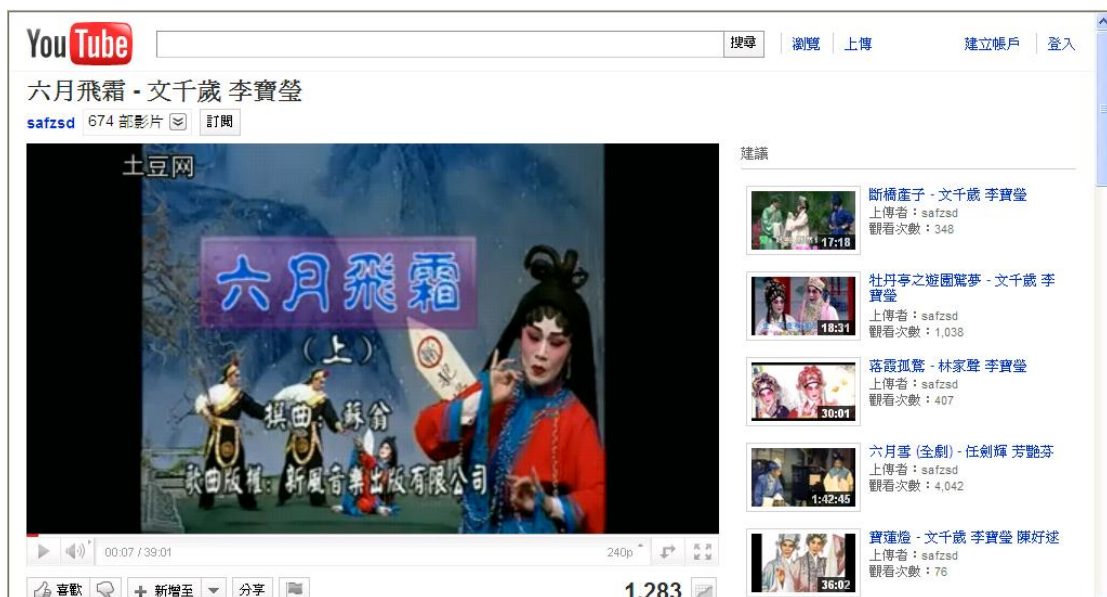 You Tube
搜尋
瀏覽
上傳
建立帳戶
登入
六月飛霜 - 文千歲 李寶瑩
safzsd 674 部影片
訂閱
土豆网
六月飛霜
(上)
撰曲：蘇翁
歌曲版權：新風音樂出版有限公司
00:07 / 39:01
240p
喜歡
新增至
分享
1,283
建議
17:18
斷橋產子 - 文千歲 李寶瑩
上傳者：safzsd
觀看次數：348
18:31
牡丹亭之遊園驚夢 - 文千歲 李
寶瑩
上傳者：safzsd
觀看次數：1,038
30:01
落霞孤鶩 - 林家聲 李寶瑩
上傳者：safzsd
觀看次數：407
1:42:45
六月雪 (全劇) - 任劍輝 芳艷芬
上傳者：safzsd
觀看次數：4,042
36:02
寶蓮燈 - 文千歲 李寶瑩 陳好逑
上傳者：safzsd
觀看次數：76